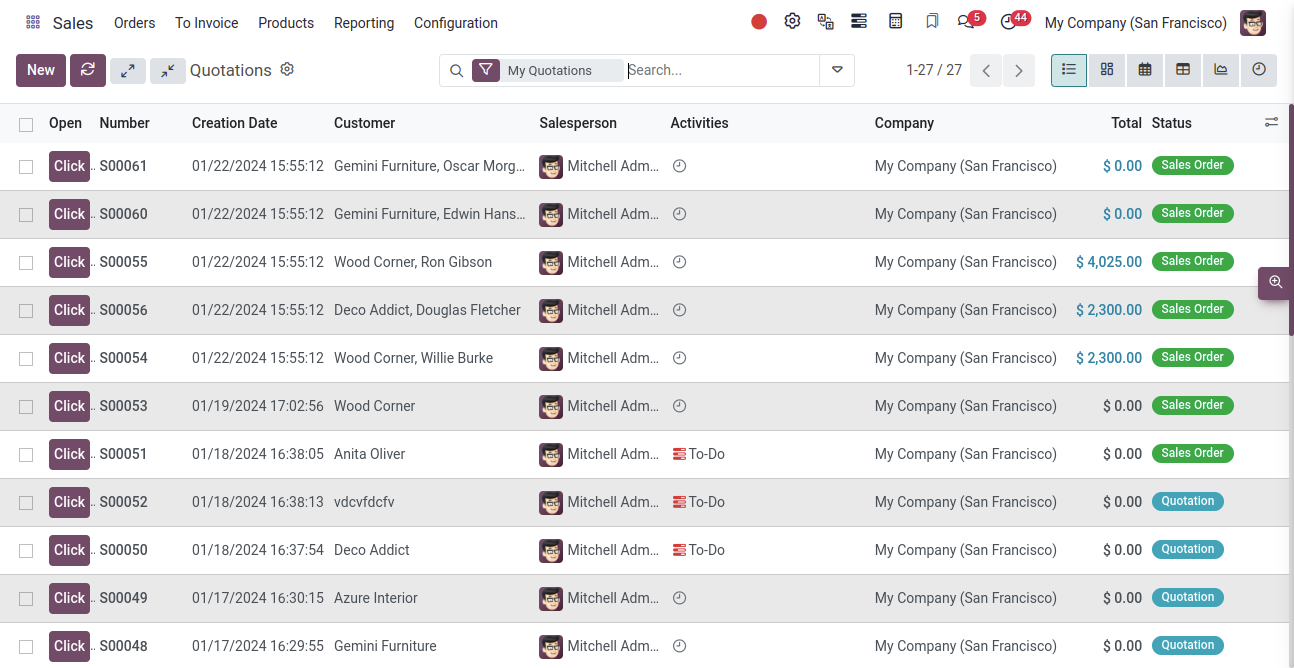 Sales Orders To Invoice Products Reporting Configuration 5 44 My Company (San Francisco)
New Quotations My Quotations Search... 1-27 / 27
Open Number Creation Date Customer Salesperson Activities Company Total Status
Click S00061 01/22/2024 15:55:12 Gemini Furniture, Oscar Morg... Mitchell Adm... My Company (San Francisco) $ 0.00 Sales Order
Click S00060 01/22/2024 15:55:12 Gemini Furniture, Edwin Hans... Mitchell Adm... My Company (San Francisco) $ 0.00 Sales Order
Click S00055 01/22/2024 15:55:12 Wood Corner, Ron Gibson Mitchell Adm... My Company (San Francisco) $ 4,025.00 Sales Order
Click S00056 01/22/2024 15:55:12 Deco Addict, Douglas Fletcher Mitchell Adm... My Company (San Francisco) $ 2,300.00 Sales Order
Click S00054 01/22/2024 15:55:12 Wood Corner, Willie Burke Mitchell Adm... My Company (San Francisco) $ 2,300.00 Sales Order
Click S00053 01/19/2024 17:02:56 Wood Corner Mitchell Adm... My Company (San Francisco) $ 0.00 Sales Order
Click S00051 01/18/2024 16:38:05 Anita Oliver Mitchell Adm... To-Do My Company (San Francisco) $ 0.00 Sales Order
Click S00052 01/18/2024 16:38:13 vdcvfdcfv Mitchell Adm... To-Do My Company (San Francisco) $ 0.00 Quotation
Click S00050 01/18/2024 16:37:54 Deco Addict Mitchell Adm... To-Do My Company (San Francisco) $ 0.00 Quotation
Click S00049 01/17/2024 16:30:15 Azure Interior Mitchell Adm... My Company (San Francisco) $ 0.00 Quotation
Click S00048 01/17/2024 16:29:55 Gemini Furniture Mitchell Adm... My Company (San Francisco) $ 0.00 Quotation